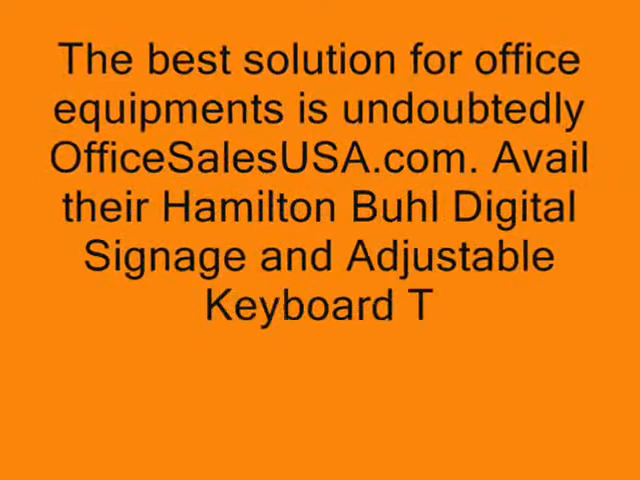 The best solution for office
equipments is undoubtedly
OfficeSalesUSA.com. Avail
their Hamilton Buhl Digital
Signage and Adjustable
Keyboard T